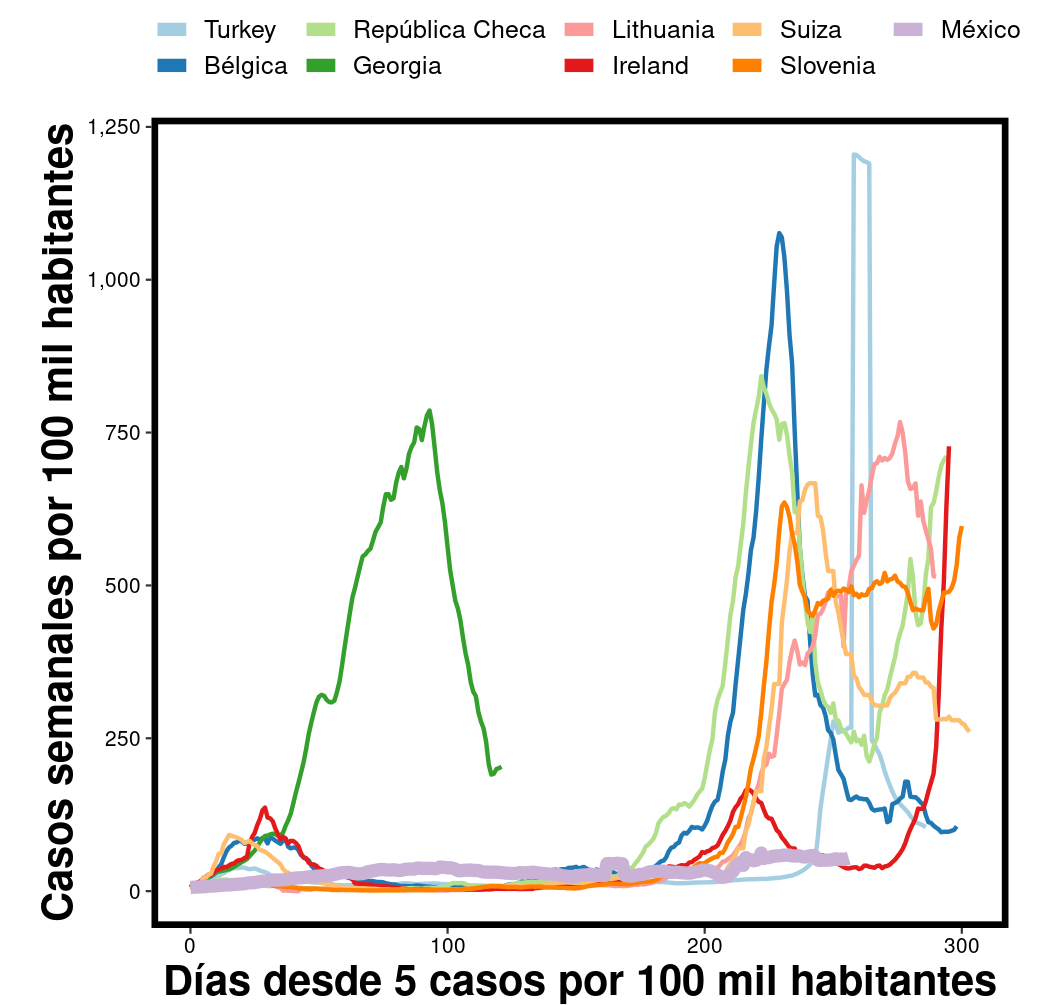 Turkey República Checa Lithuania Suiza México
Bélgica Georgia Ireland Slovenia
Casos semanales por 100 mil habitantes
1,250
1,000
750
500
250
0
0 100 200 300
Días desde 5 casos por 100 mil habitantes